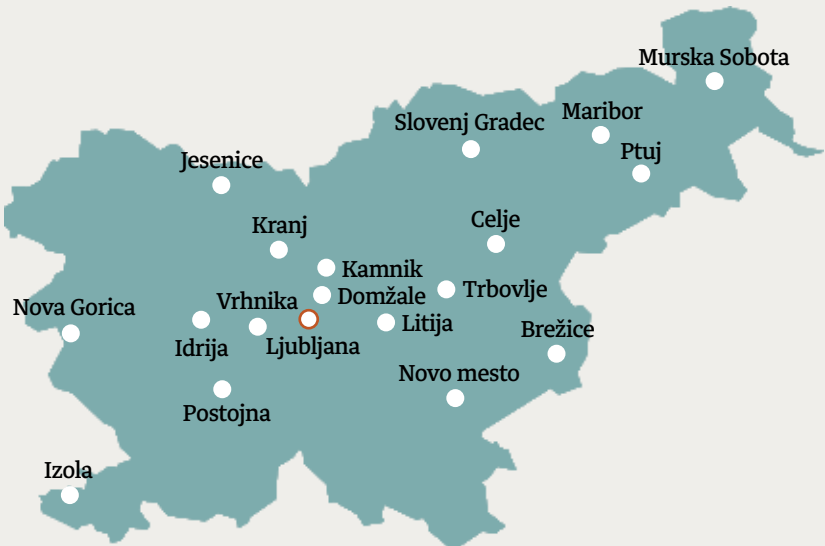 Murska Sobota
Maribor
Slovenj Gradec
Ptuj
Jesenice
Celje
Kranj
Kamnik
Trbovlje
Domžale
Vrhnika
Nova Gorica
Litija
Brežice
Idrija
Ljubljana
Novo mesto
Postojna
Izola